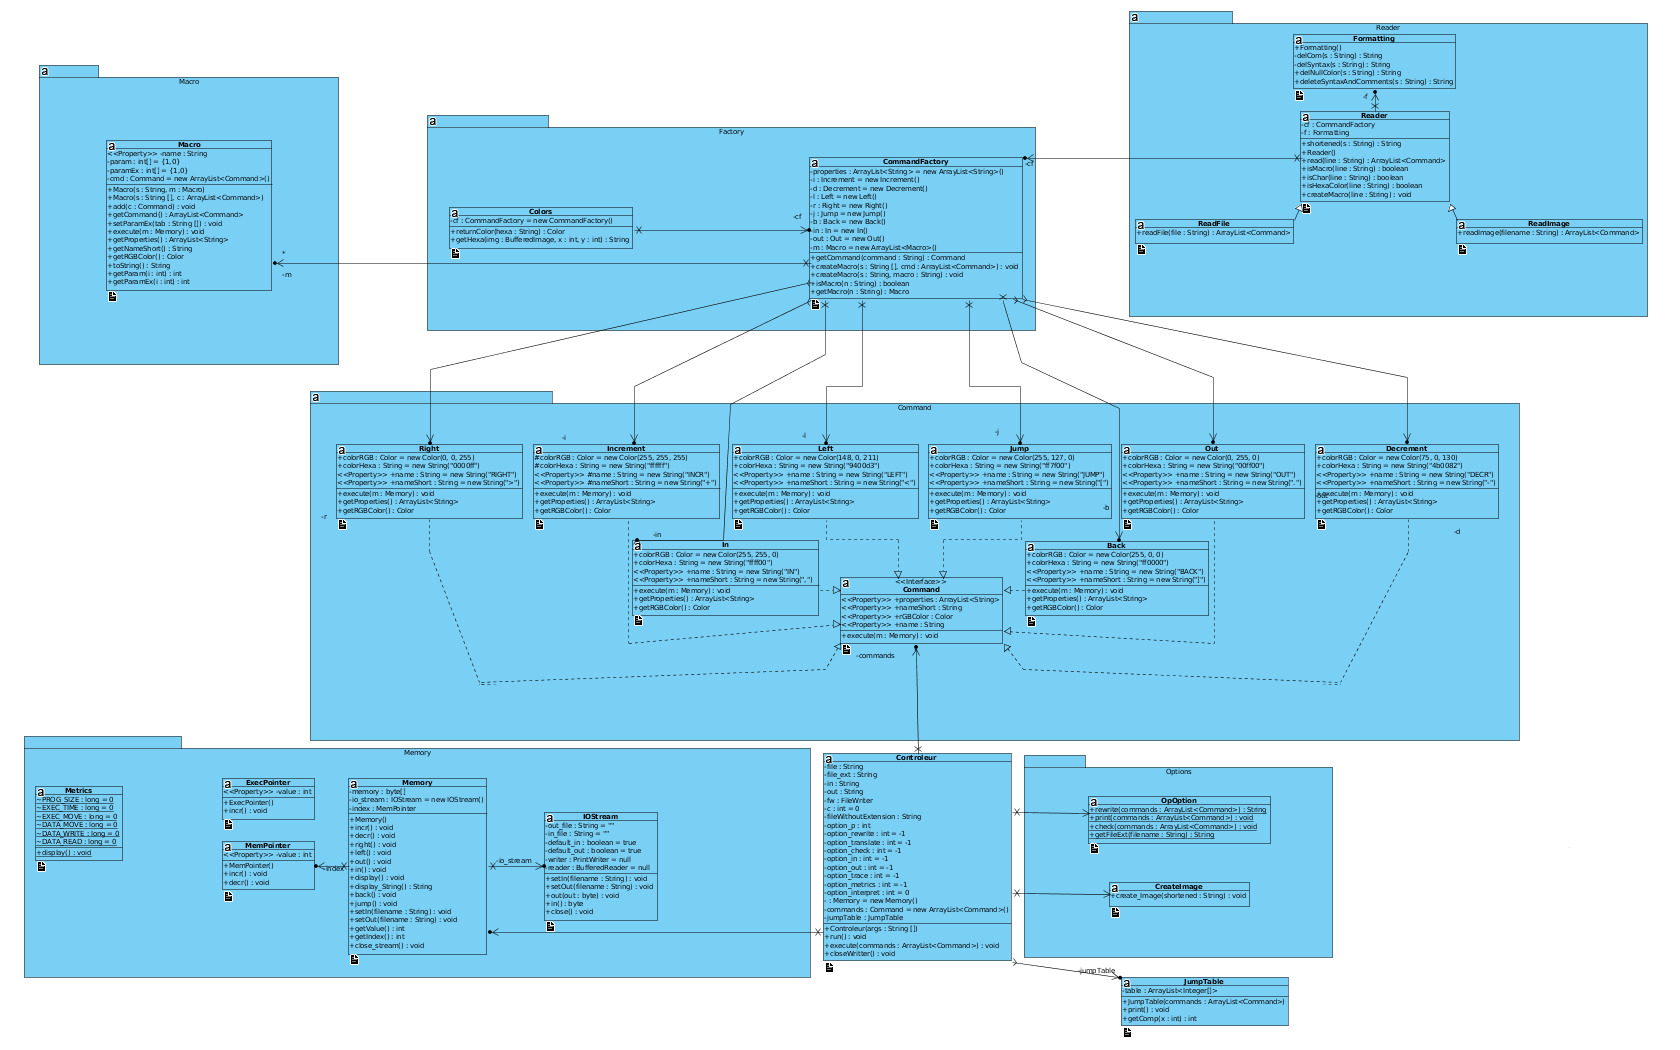 Reader
Formatting
+Formatting()
-delCom(s : String) : String
-delSyntax(s : String) : String
+delNullColor(s : String) : String
+deleteSyntaxAndComments(s : String) : String
-f
Reader
-cf : CommandFactory
-f : Formatting
+shortened(s : String) : String
+Reader()
+read(line : String) : ArrayList<Command>
+isMacro(line : String) : boolean
+isChar(line : String) : boolean
+isHexaColor(line : String) : boolean
+createMacro(line : String) : void
ReadFile
+readFile(file : String) : ArrayList<Command>
ReadImage
+readImage(filename : String) : ArrayList<Command>
Macro
Macro
<<Property>> -name : String
-param : int[] = {1,0}
-paramEx : int[] = {1,0}
-cmd : Command = new ArrayList<Command>()
+Macro(s : String, m : Macro)
+Macro(s : String [], c : ArrayList<Command>)
+add(c : Command) : void
+getCommand() : ArrayList<Command>
+setParamEx(tab : String []) : void
+execute(m : Memory) : void
+getProperties() : ArrayList<String>
+getNameShort() : String
+getRGBColor() : Color
+toString() : String
+getParam(i : int) : int
+getParamEx(i : int) : int
*
-m
Factory
Colors
-cf : CommandFactory = new CommandFactory()
+returnColor(hexa : String) : Color
+getHexa(img : BufferedImage, x : int, y : int) : String
-cf
-cf
CommandFactory
-properties : ArrayList<String> = new ArrayList<String>()
-i : Increment = new Increment()
-d : Decrement = new Decrement()
-l : Left = new Left()
-r : Right = new Right()
-j : Jump = new Jump()
-b : Back = new Back()
-in : In = new In()
-out : Out = new Out()
-m : Macro = new ArrayList<Macro>()
+getCommand(command : String) : Command
+createMacro(s : String [], cmd : ArrayList<Command>) : void
+createMacro(s : String, macro : String) : void
+isMacro(n : String) : boolean
+getMacro(n : String) : Macro
Command
-i
-l
-j
Right
+colorRGB : Color = new Color(0, 0, 255)
+colorHexa : String = new String("0000ff")
<<Property>> +name : String = new String("RIGHT")
<<Property>> +nameShort : String = new String(">")
+execute(m : Memory) : void
+getProperties() : ArrayList<String>
+getRGBColor() : Color
-r
Increment
#colorRGB : Color = new Color(255, 255, 255)
#colorHexa : String = new String("ffffff")
<<Property>> #name : String = new String("INCR")
<<Property>> #nameShort : String = new String("+")
+execute(m : Memory) : void
+getProperties() : ArrayList<String>
+getRGBColor() : Color
Left
+colorRGB : Color = new Color(148, 0, 211)
+colorHexa : String = new String("9400d3")
<<Property>> +name : String = new String("LEFT")
<<Property>> +nameShort : String = new String("<")
+execute(m : Memory) : void
+getProperties() : ArrayList<String>
+getRGBColor() : Color
Jump
+colorRGB : Color = new Color(255, 127, 0)
+colorHexa : String = new String("ff7f00")
<<Property>> +name : String = new String("JUMP")
<<Property>> +nameShort : String = new String("[")
+execute(m : Memory) : void
+getProperties() : ArrayList<String>
+getRGBColor() : Color
-b
Out
+colorRGB : Color = new Color(0, 255, 0)
+colorHexa : String = new String("00ff00")
<<Property>> +name : String = new String("OUT")
<<Property>> +nameShort : String = new String(".")
+execute(m : Memory) : void
+getProperties() : ArrayList<String>
+getRGBColor() : Color
Decrement
+colorRGB : Color = new Color(75, 0, 130)
+colorHexa : String = new String("4b0082")
<<Property>> +name : String = new String("DECR")
<<Property>> +nameShort : String = new String("-")
+execute(m : Memory) : void
+getProperties() : ArrayList<String>
+getRGBColor() : Color
-d
-in
In
+colorRGB : Color = new Color(255, 255, 0)
+colorHexa : String = new String("ffff00")
<<Property>> +name : String = new String("IN")
<<Property>> +nameShort : String = new String(",")
+execute(m : Memory) : void
+getProperties() : ArrayList<String>
+getRGBColor() : Color
<<Interface>>
Command
<<Property>> +properties : ArrayList<String>
<<Property>> +nameShort : String
<<Property>> +rGBColor : Color
<<Property>> +name : String
+execute(m : Memory) : void
-commands
Back
+colorRGB : Color = new Color(255, 0, 0)
+colorHexa : String = new String("ff0000")
<<Property>> +name : String = new String("BACK")
<<Property>> +nameShort : String = new String("]")
+execute(m : Memory) : void
+getProperties() : ArrayList<String>
+getRGBColor() : Color
Memory
Metrics
~PROG_SIZE : long = 0
~EXEC_TIME : long = 0
~EXEC_MOVE : long = 0
~DATA_MOVE : long = 0
~DATA_WRITE : long = 0
~DATA_READ : long = 0
+display() : void
ExecPointer
<<Property>> -value : int
+ExecPointer()
+incr() : void
MemPointer
<<Property>> -value : int
+MemPointer()
+incr() : void
+decr() : void
-index
Memory
-memory : byte[]
-io_stream : IOStream = new IOStream()
-index : MemPointer
+Memory()
+incr() : void
+decr() : void
+right() : void
+left() : void
+out() : void
+in() : void
+display() : void
+display_String() : String
+back() : void
+jump() : void
+setIn(filename : String) : void
+setOut(filename : String) : void
+getValue() : int
+getIndex() : int
+close_stream() : void
-io_stream
IOStream
-out_file : String = ""
-in_file : String = ""
-default_in : boolean = true
-default_out : boolean = true
-writer : PrintWriter = null
-reader : BufferedReader = null
+setIn(filename : String) : void
+setOut(filename : String) : void
+out(out : byte) : void
+in() : byte
+close() : void
Controleur
-file : String
-file_ext : String
-in : String
-out : String
-fw : FileWriter
-c : int = 0
-fileWithoutExtension : String
-option_p : int
-option_rewrite : int = -1
-option_translate : int = -1
-option_check : int = -1
-option_in : int = -1
-option_out : int = -1
-option_trace : int = -1
-option_metrics : int = -1
-option_interpret : int = 0
- : Memory = new Memory()
-commands : Command = new ArrayList<Command>()
-jumpTable : JumpTable
+Controleur(args : String [])
+run() : void
+execute(commands : ArrayList<Command>) : void
+closeWritter() : void
Options
OpOption
+rewrite(commands : ArrayList<Command>) : String
+print(commands : ArrayList<Command>) : void
+check(commands : ArrayList<Command>) : void
+getFileExt(filename : String) : String
CreateImage
+create_Image(shortened : String) : void
-jumpTable
JumpTable
-table : ArrayList<Integer[]>
+JumpTable(commands : ArrayList<Command>)
+print() : void
+getComp(x : int) : int